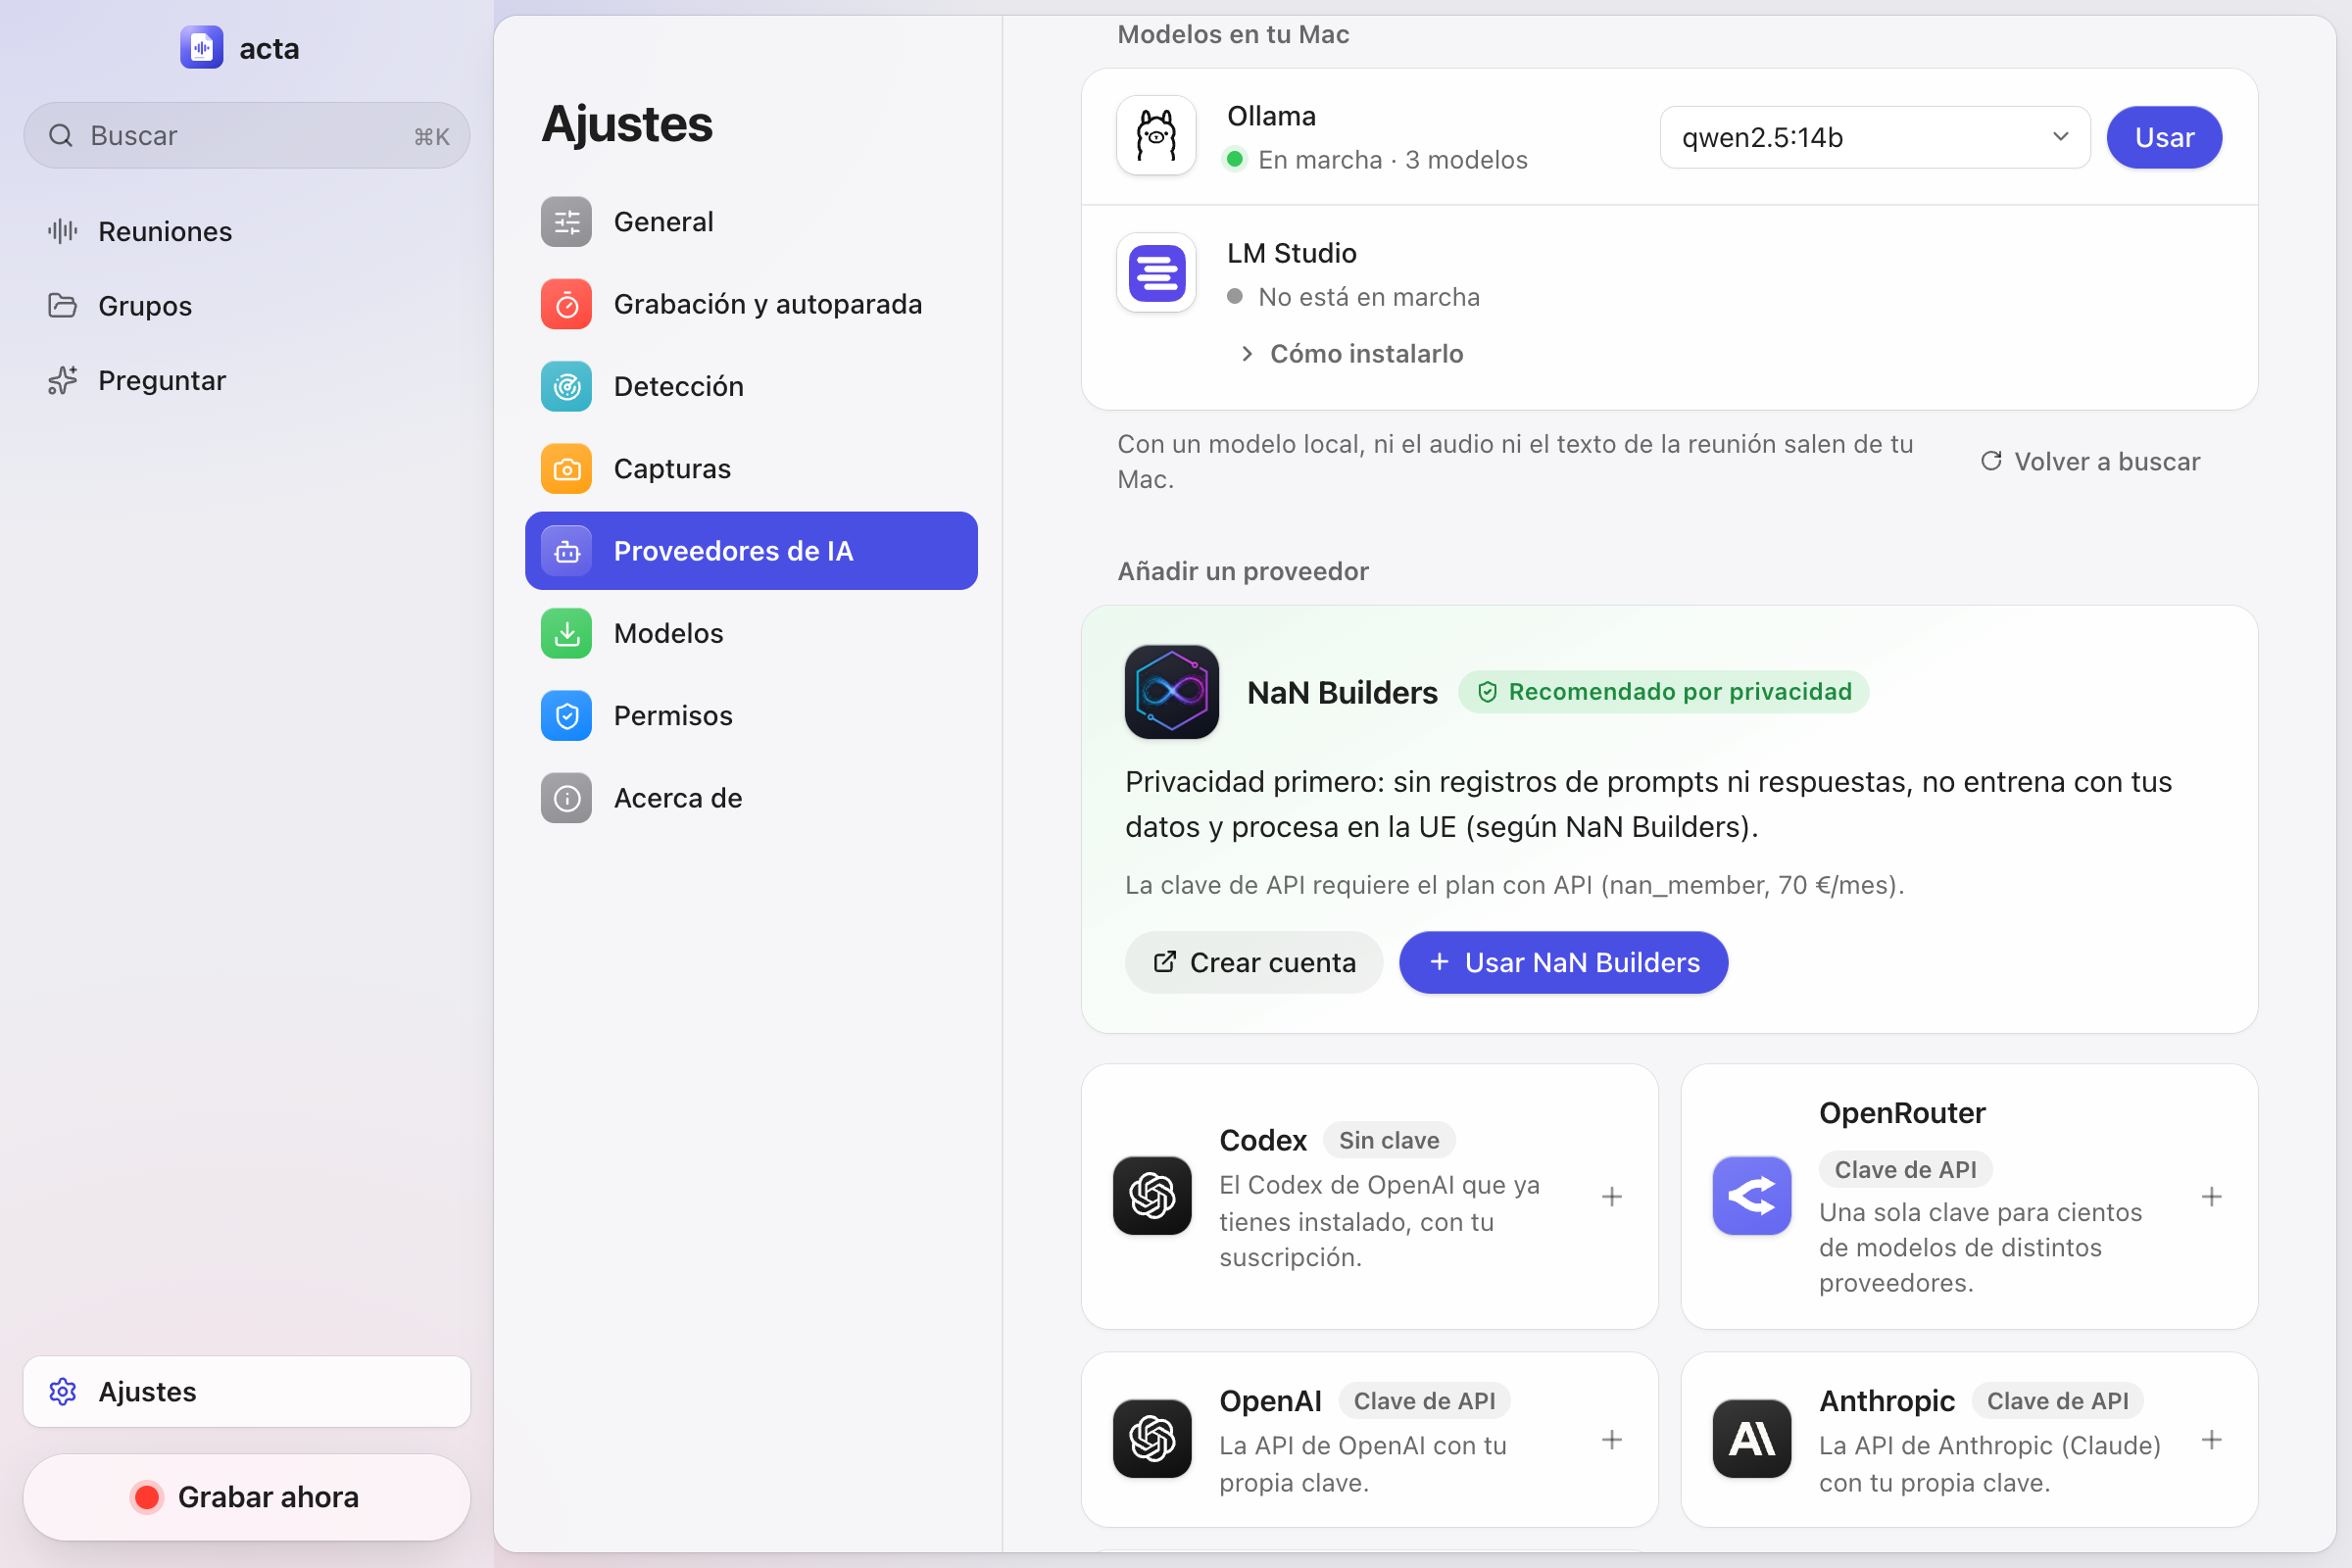 acta
Buscar
⌘K
Reuniones
Grupos
Preguntar
Ajustes
Grabar ahora
Ajustes
General
Grabación y autoparada
Detección
Capturas
Proveedores de IA
Modelos
Permisos
Acerca de
Modelos en tu Mac
Ollama
En marcha · 3 modelos
qwen2.5:14b
Usar
LM Studio
No está en marcha
Cómo instalarlo
Con un modelo local, ni el audio ni el texto de la reunión salen de tu
Mac.
Volver a buscar
Añadir un proveedor
NaN Builders
Recomendado por privacidad
Privacidad primero: sin registros de prompts ni respuestas, no entrena con tus
datos y procesa en la UE (según NaN Builders).
La clave de API requiere el plan con API (nan_member, 70 €/mes).
Crear cuenta
Usar NaN Builders
Codex
Sin clave
El Codex de OpenAI que ya
tienes instalado, con tu
suscripción.
OpenRouter
Clave de API
Una sola clave para cientos
de modelos de distintos
proveedores.
OpenAI
Clave de API
La API de OpenAI con tu
propia clave.
Anthropic
Clave de API
La API de Anthropic (Claude)
con tu propia clave.